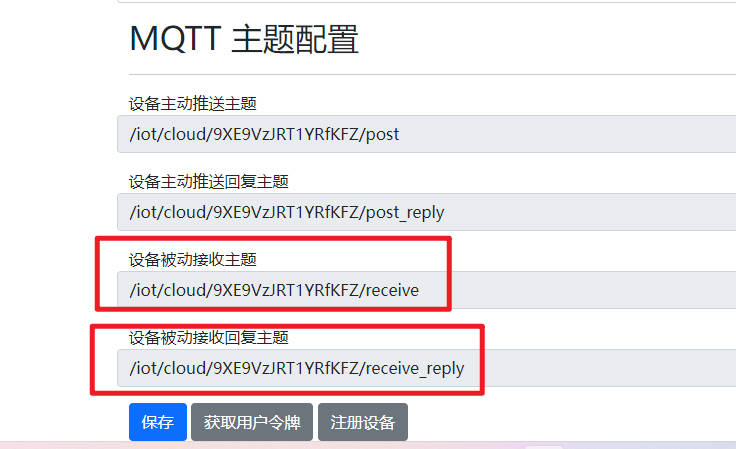 MQTT 主题配置
设备主动推送主题
/iot/cloud/9XE9VzJRT1YRfKFZ/post
设备主动推送回复主题
/iot/cloud/9XE9VzJRT1YRfKFZ/post_reply
设备被动接收主题
/iot/cloud/9XE9VzJRT1YRfKFZ/receive
设备被动接收回复主题
/iot/cloud/9XE9VzJRT1YRfKFZ/receive_reply
保存 获取用户令牌 注册设备